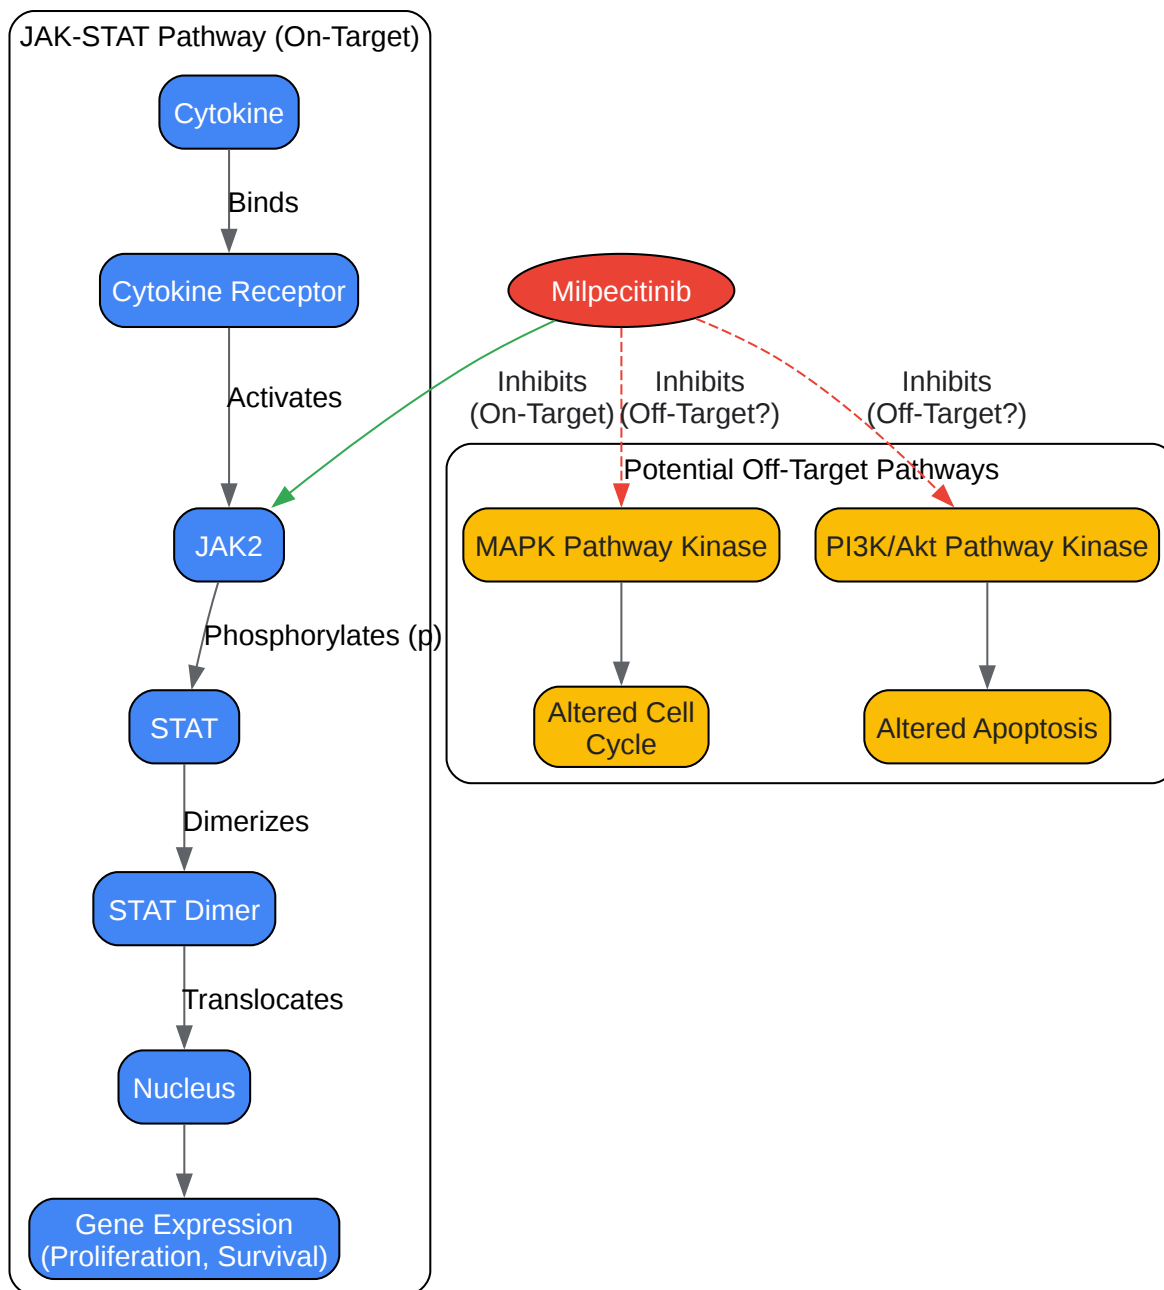 JAK-STAT Pathway (On-Target)
Cytokine
Binds
Cytokine Receptor
Activates
JAK2
Phosphorylates (p)
STAT
Dimerizes
STAT Dimer
Translocates
Nucleus
Gene Expression
(Proliferation, Survival)
Milpecitinib
Inhibits
(On-Target)
Inhibits
(Off-Target?)
Inhibits
(Off-Target?)
Potential Off-Target Pathways
MAPK Pathway Kinase
PI3K/Akt Pathway Kinase
Altered Cell
Cycle
Altered Apoptosis